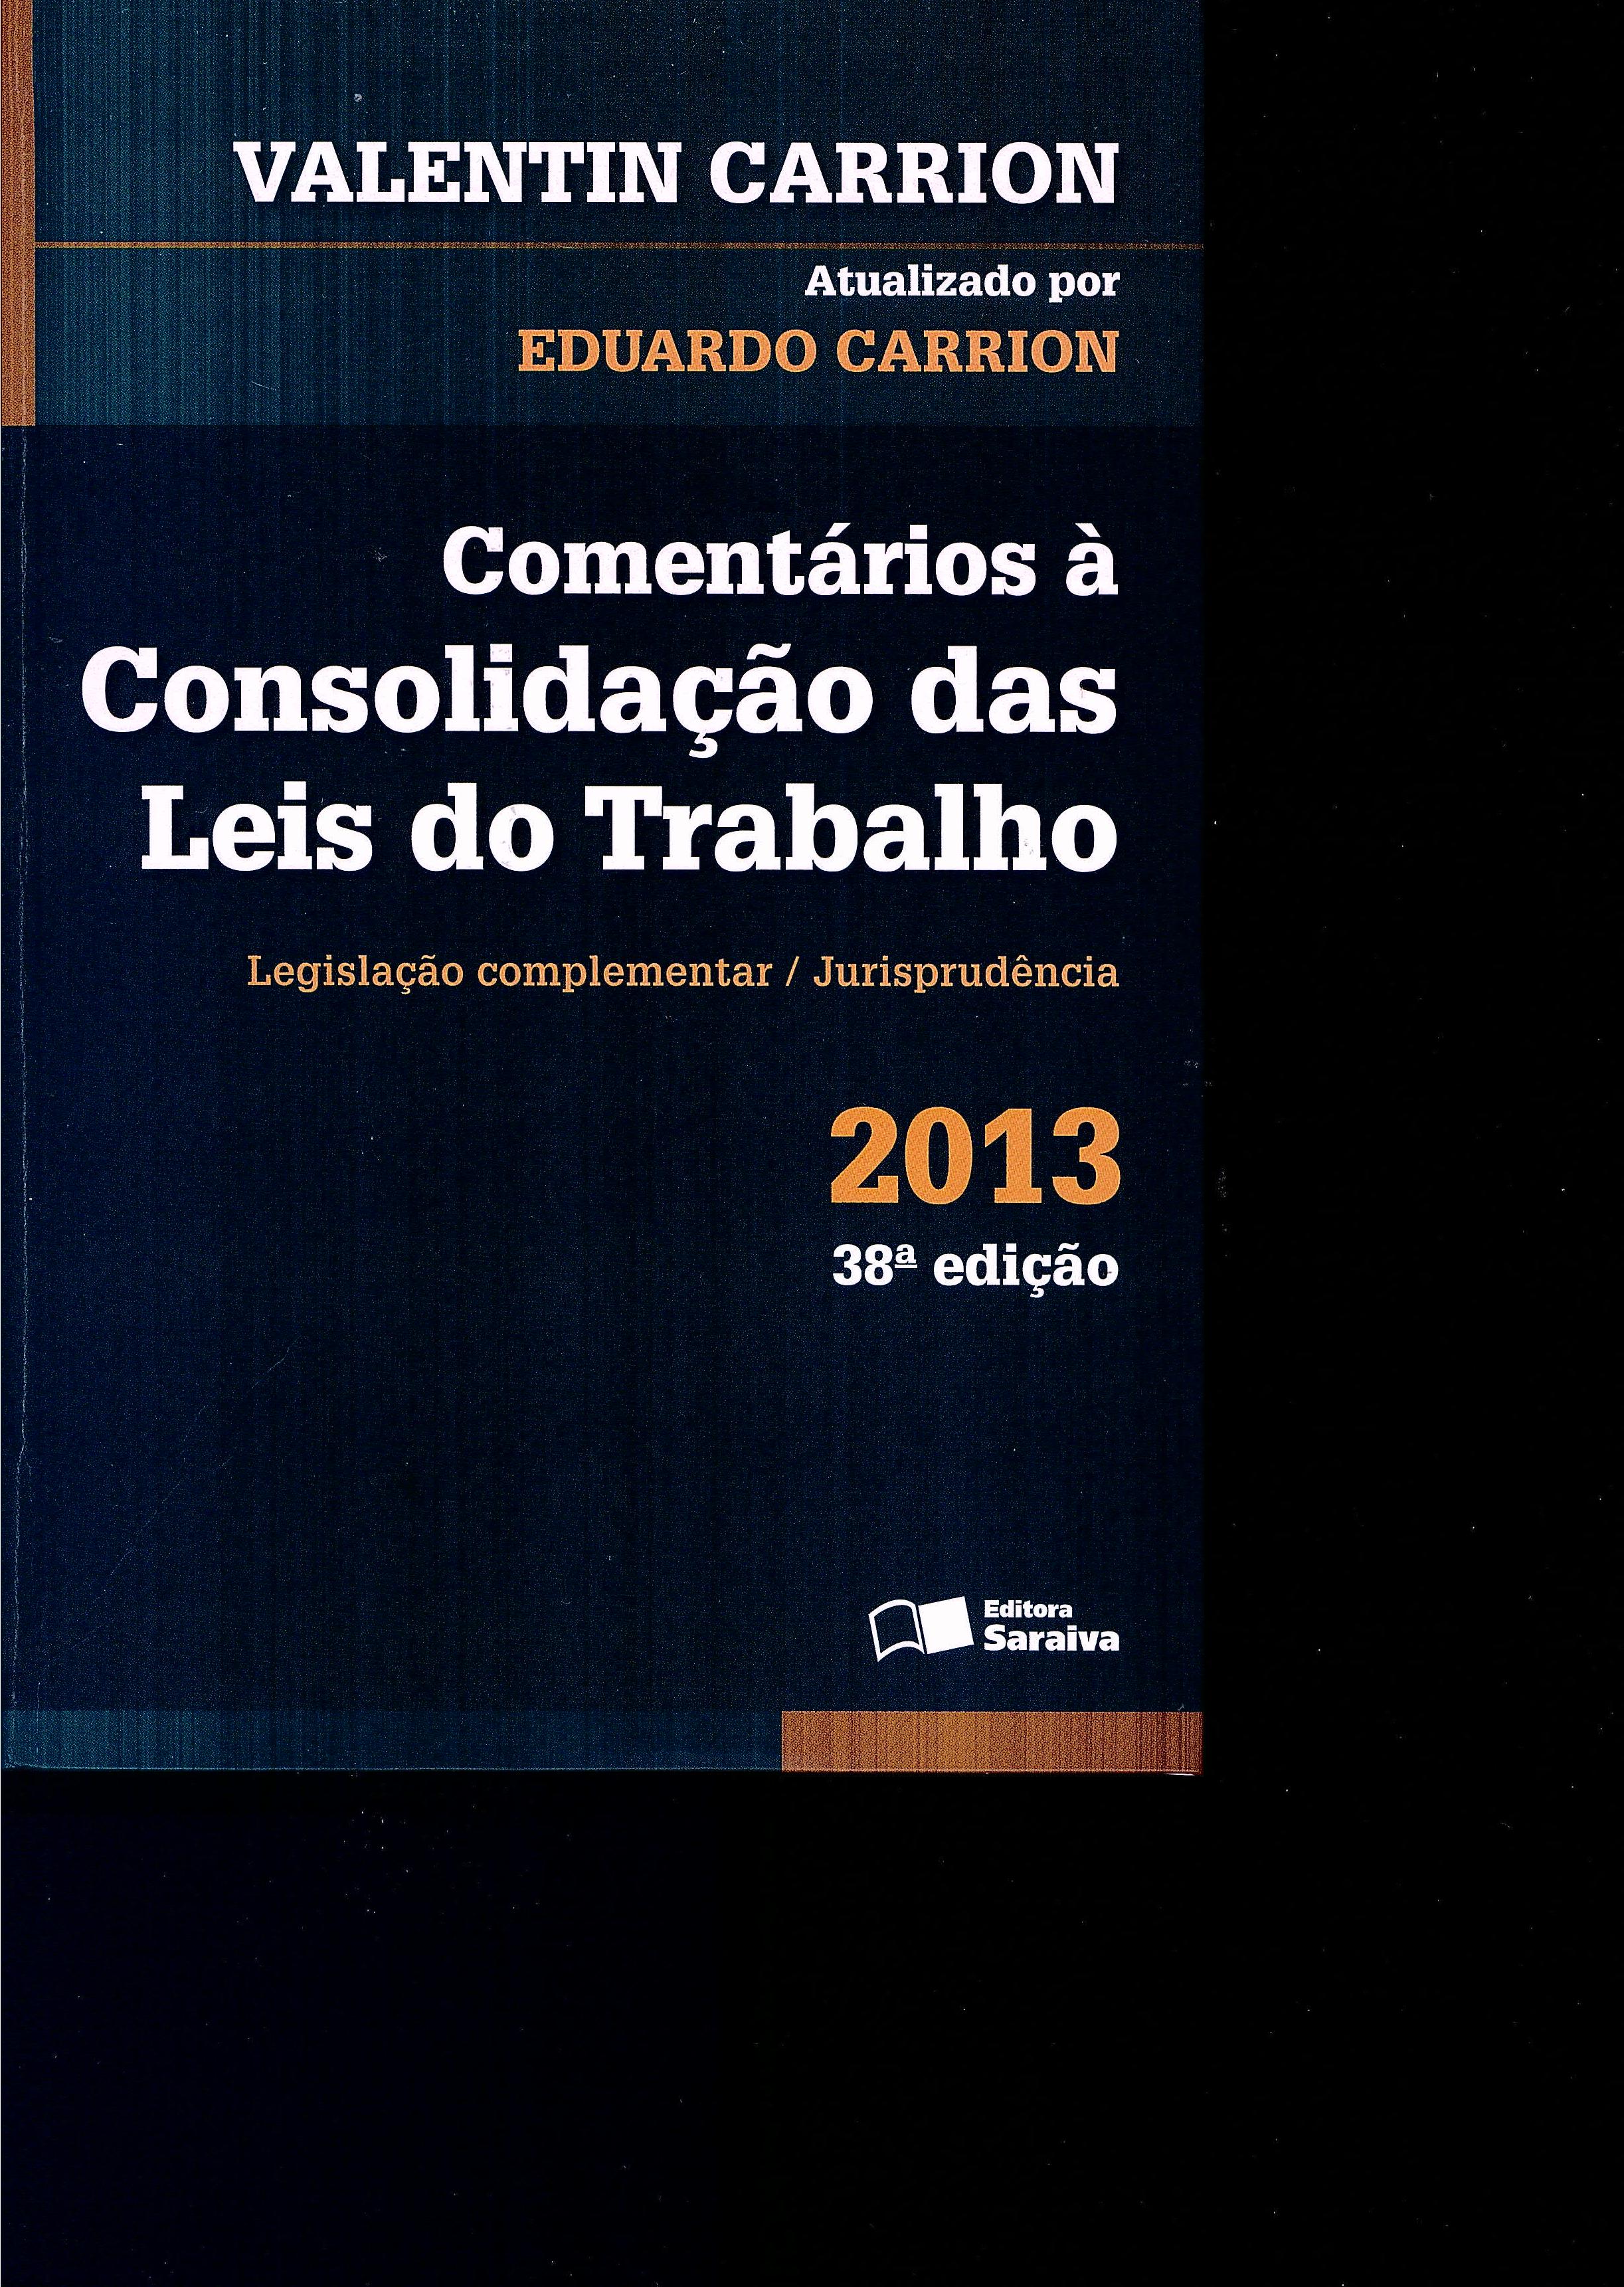 VALENTIN CARRION
Atualizado por
EDUARDO CARRION
Comentários à
Consolidação das
Leis do Trabalho
Legislação complementar / Jurisprudência
2013
38ª edição
Editora
Saraiva